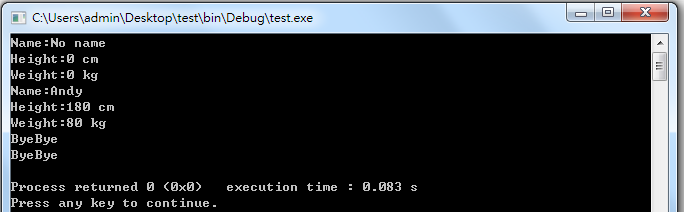 C:\Users\admin\Desktop\test\bin\Debug\test.exe
Name:No name
Height:0 cm
Weight:0 kg
Name:Andy
Height:180 cm
Weight:80 kg
ByeBye
ByeBye
Process returned 0 (0x0)   execution time : 0.083 s
Press any key to continue.